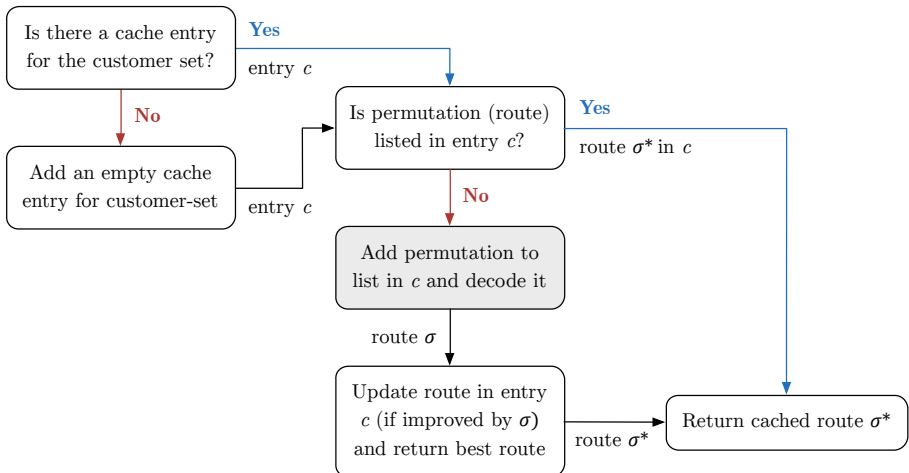 Is there a cache entry
for the customer set?
Yes
entry c
No
Add an empty cache
entry for customer-set
entry c
Is permutation (route)
listed in entry c?
Yes
route σ* in c
No
Add permutation to
list in c and decode it
route σ
Update route in entry
c (if improved by σ)
and return best route
route σ*
Return cached route σ*